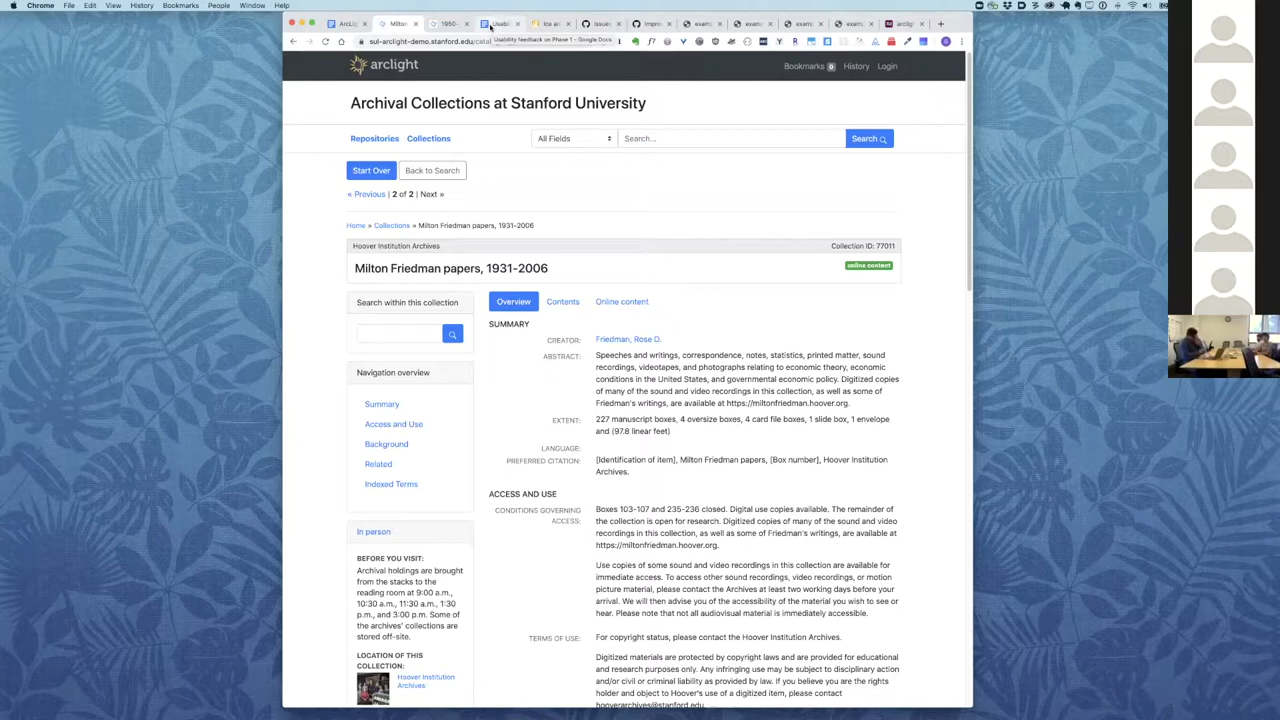 Chrome File Edit View History Bookmarks People Window Help
ArcLig
Milton
1950-
Usabi
Ice an
Issues
Improv
examp
examp
examp
examp
arcligh
sul-arclight-demo.stanford.edu/cata
Usability feedback on Phase 1 - Google Docs
arclight
Bookmarks 0 History Login
Archival Collections at Stanford University
Repositories Collections
All Fields Search... Search
Start Over Back to Search
« Previous | 2 of 2 | Next »
Home » Collections » Milton Friedman papers, 1931-2006
Hoover Institution Archives Collection ID: 77011
Milton Friedman papers, 1931-2006 online content
Search within this collection
Navigation overview
Summary
Access and Use
Background
Related
Indexed Terms
In person
BEFORE YOU VISIT:
Archival holdings are brought
from the stacks to the
reading room at 9:00 a.m.,
10:30 a.m., 11:30 a.m., 1:30
p.m., and 3:00 p.m. Some of
the archives' collections are
stored off-site.
LOCATION OF THIS
COLLECTION:
Hoover Institution
Archives
Overview Contents Online content
SUMMARY
CREATOR: Friedman, Rose D.
ABSTRACT: Speeches and writings, correspondence, notes, statistics, printed matter, sound
recordings, videotapes, and photographs relating to economic theory, economic
conditions in the United States, and governmental economic policy. Digitized copies
of many of the sound and video recordings in this collection, as well as some of
Friedman's writings, are available at https://miltonfriedman.hoover.org.
EXTENT: 227 manuscript boxes, 4 oversize boxes, 4 card file boxes, 1 slide box, 1 envelope
and (97.8 linear feet)
LANGUAGE:
PREFERRED CITATION: [Identification of item], Milton Friedman papers, [Box number], Hoover Institution
Archives.
ACCESS AND USE
CONDITIONS GOVERNING ACCESS: Boxes 103-107 and 235-236 closed. Digital use copies available. The remainder of
the collection is open for research. Digitized copies of many of the sound and video
recordings in this collection, as well as some of Friedman's writings, are available at
https://miltonfriedman.hoover.org.
Use copies of some sound and video recordings in this collection are available for
immediate access. To access other sound recordings, video recordings, or motion
picture material, please contact the Archives at least two working days before your
arrival. We will then advise you of the accessibility of the material you wish to see or
hear. Please note that not all audiovisual material is immediately accessible.
TERMS OF USE: For copyright status, please contact the Hoover Institution Archives.
Digitized materials are protected by copyright laws and are provided for educational
and research purposes only. Any infringing use may be subject to disciplinary action
and/or civil or criminal liability as provided by law. If you believe you are the rights
holder and object to Hoover's use of a digitized item, please contact
hooverarchives@stanford.edu.